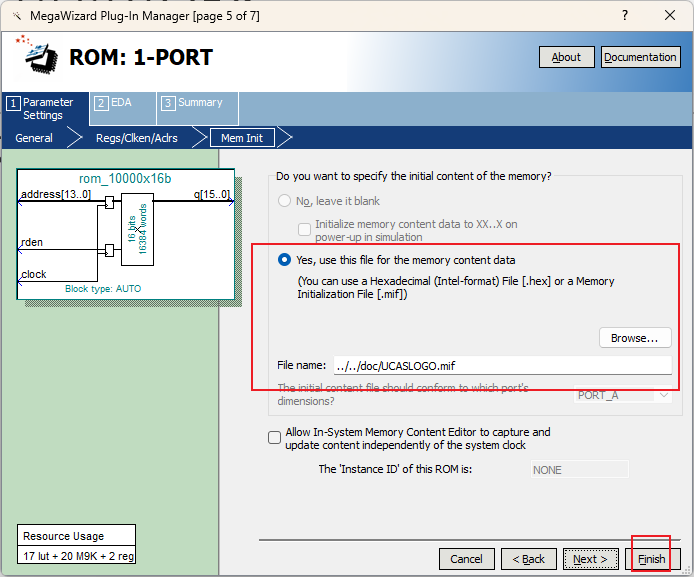 MegaWizard Plug-In Manager [page 5 of 7]
?
ROM: 1-PORT
About
Documentation
1 Parameter Settings
2 EDA
3 Summary
General
Regs/Clken/Aclrs
Mem Init
rom_10000x16b
address[13..0]
q[15..0]
rden
clock
16 bits
16384 words
Block type: AUTO
Do you want to specify the initial content of the memory?
No, leave it blank
Initialize memory content data to XX..X on
power-up in simulation
Yes, use this file for the memory content data
(You can use a Hexadecimal (Intel-format) File [.hex] or a Memory
Initialization File [.mif])
Browse...
File name: ../../doc/UCASLOGO.mif
The initial content file should conform to which port's
dimensions?
PORT_A
Allow In-System Memory Content Editor to capture and
update content independently of the system clock
The 'Instance ID' of this ROM is:
NONE
Resource Usage
17 lut + 20 M9K + 2 reg
Cancel
< Back
Next >
Finish